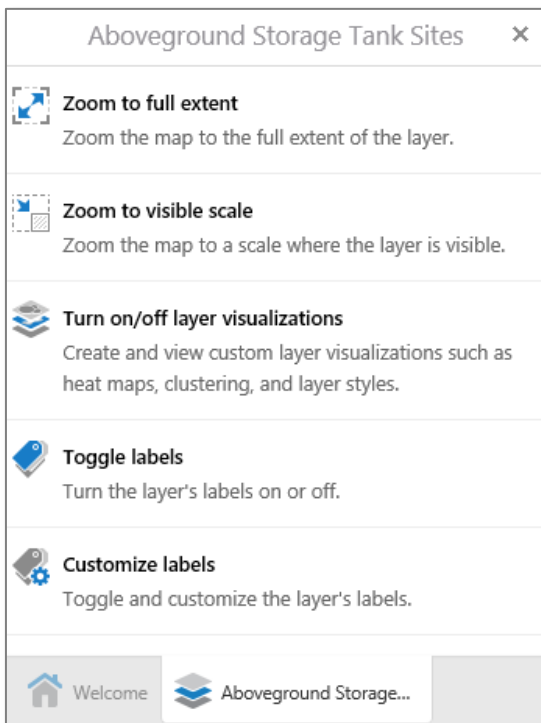 Aboveground Storage Tank Sites ×
Zoom to full extent
Zoom the map to the full extent of the layer.
Zoom to visible scale
Zoom the map to a scale where the layer is visible.
Turn on/off layer visualizations
Create and view custom layer visualizations such as
heat maps, clustering, and layer styles.
Toggle labels
Turn the layer's labels on or off.
Customize labels
Toggle and customize the layer's labels.
Welcome Aboveground Storage...